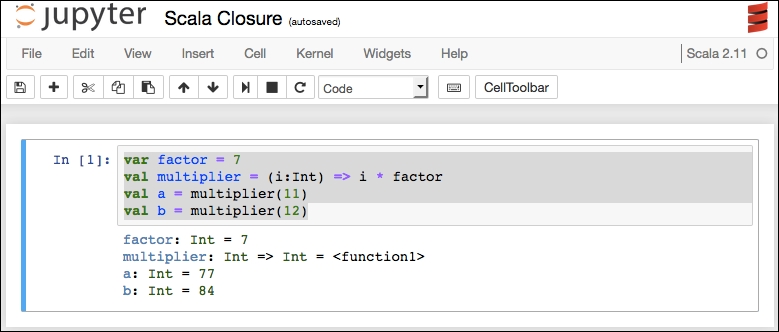 jupyter Scala Closure (autosaved)
File Edit View Insert Cell Kernel Widgets Help Scala 2.11
Code CellToolbar
In [1]: var factor = 7
val multiplier = (i:Int) => i * factor
val a = multiplier(11)
val b = multiplier(12)
factor: Int = 7
multiplier: Int => Int = <function1>
a: Int = 77
b: Int = 84